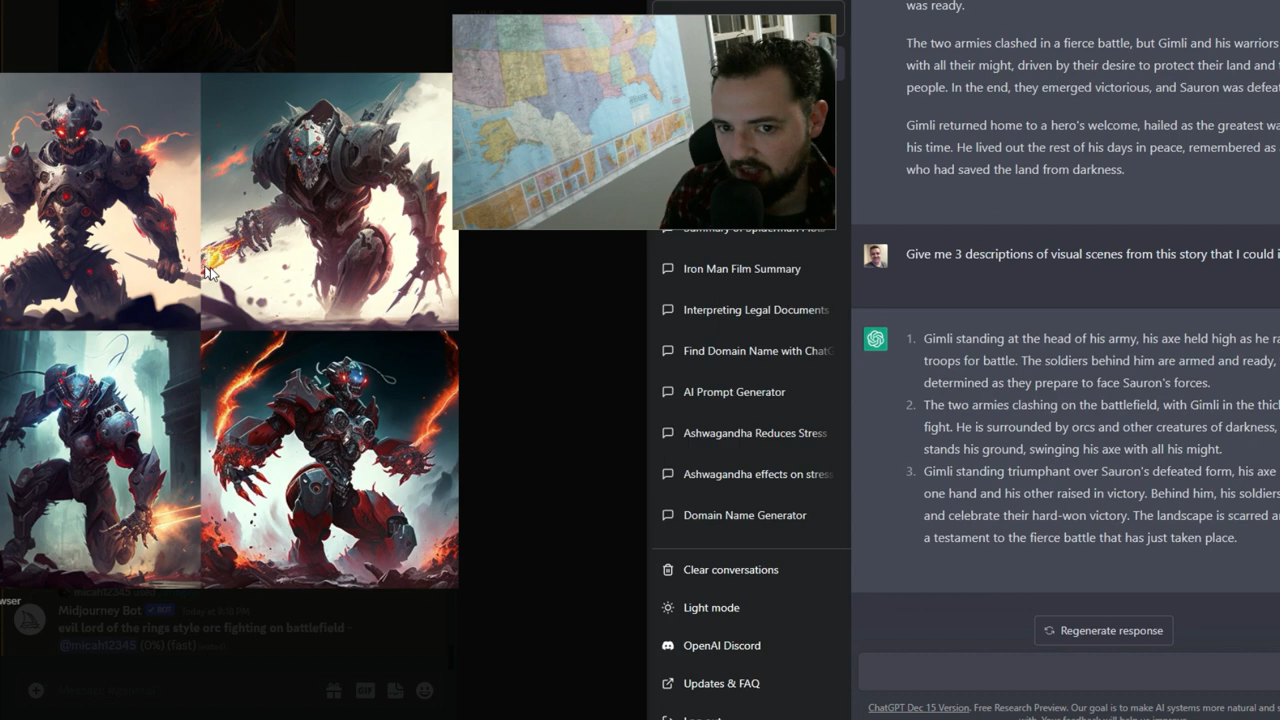 wser
micah12345 used
Midjourney Bot BOT Today at 5:18 PM
evil lord of the rings style orc fighting on battlefield -
@micah12345 (0%) (fast)
Iron Man Film Summary
Interpreting Legal Documents
Find Domain Name with ChatG
AI Prompt Generator
Ashwagandha Reduces Stress
Ashwagandha effects on stress
Domain Name Generator
Clear conversations
Light mode
OpenAI Discord
Updates & FAQ
was ready.
The two armies clashed in a fierce battle, but Gimli and his warriors
with all their might, driven by their desire to protect their land and
people. In the end, they emerged victorious, and Sauron was defeat
Gimli returned home to a hero's welcome, hailed as the greatest wa
his time. He lived out the rest of his days in peace, remembered as
who had saved the land from darkness.
Give me 3 descriptions of visual scenes from this story that I could i
1. Gimli standing at the head of his army, his axe held high as he ra
troops for battle. The soldiers behind him are armed and ready,
determined as they prepare to face Sauron's forces.
2. The two armies clashing on the battlefield, with Gimli in the thic
fight. He is surrounded by orcs and other creatures of darkness,
stands his ground, swinging his axe with all his might.
3. Gimli standing triumphant over Sauron's defeated form, his axe
one hand and his other raised in victory. Behind him, his soldiers
and celebrate their hard-won victory. The landscape is scarred a
a testament to the fierce battle that has just taken place.
Regenerate response
ChatGPT Dec 15 Version. Free Research Preview. Our goal is to make AI systems more natural and s